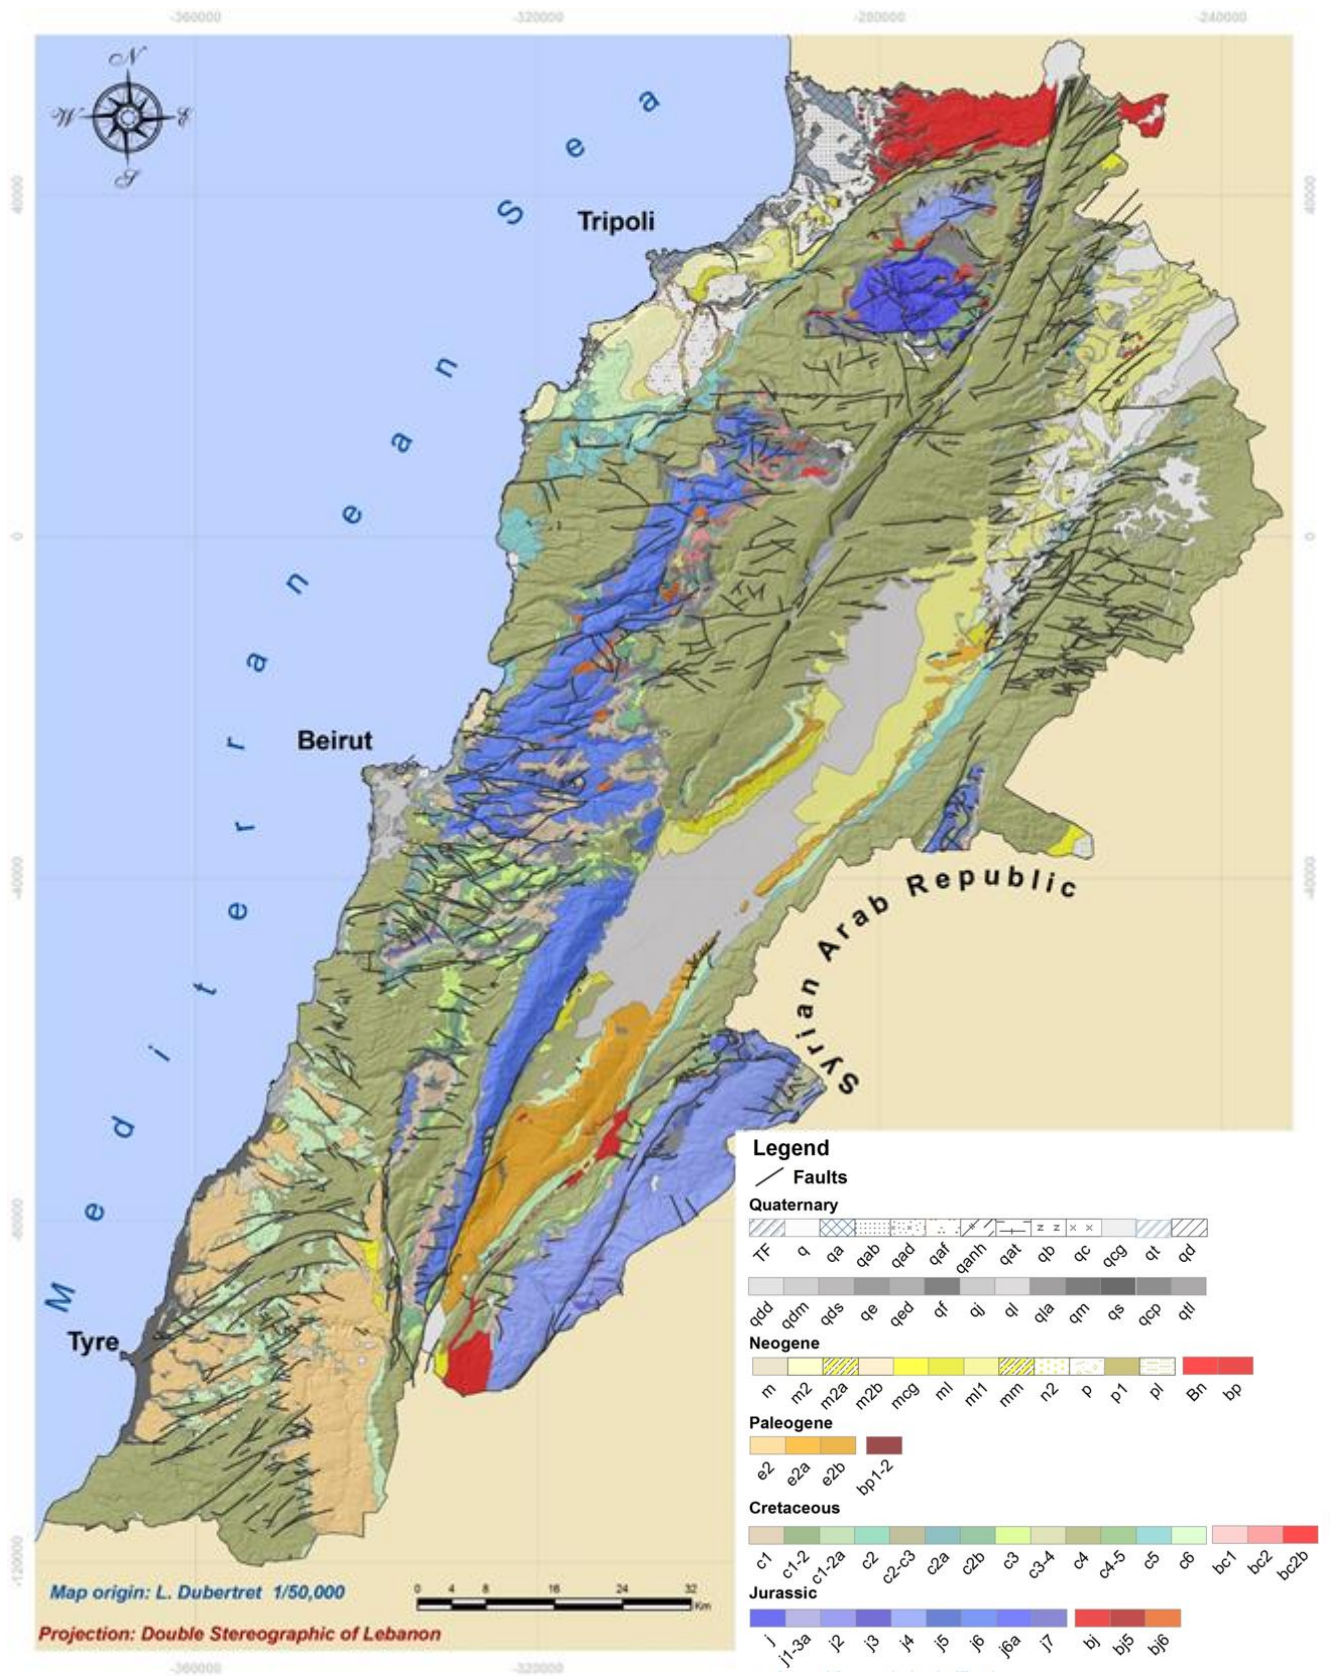 -360000 -320000 -280000 -240000
N
W E
S
40000
40000
Mediterranean Sea
Tripoli
0
0
Beirut
-40000
-40000
Syrian Arab Republic
Tyre
-80000
-120000
Legend
Faults
Quaternary
TF q qa qab qad qaf qanh qat qb qc qcg qt qd
qdd qdm qds qe qed qf qj ql qla qm qs qcp qtl
Neogene
m m2 m2a m2b mcg ml ml1 mm n2 p p1 pl Bn bp
Paleogene
e2 e2a e2b bp1-2
Cretaceous
c1 c1-2 c1-2a c2 c2-c3 c2a c2b c3 c3-4 c4 c4-5 c5 c6 bc1 bc2 bc2b
Jurassic
j j1-3a j2 j3 j4 j5 j6 j6a j7 bj bj5 bj6
Map origin: L. Dubertret 1/50,000
0 4 8 16 24 32
Km
Projection: Double Stereographic of Lebanon
-360000 -320000